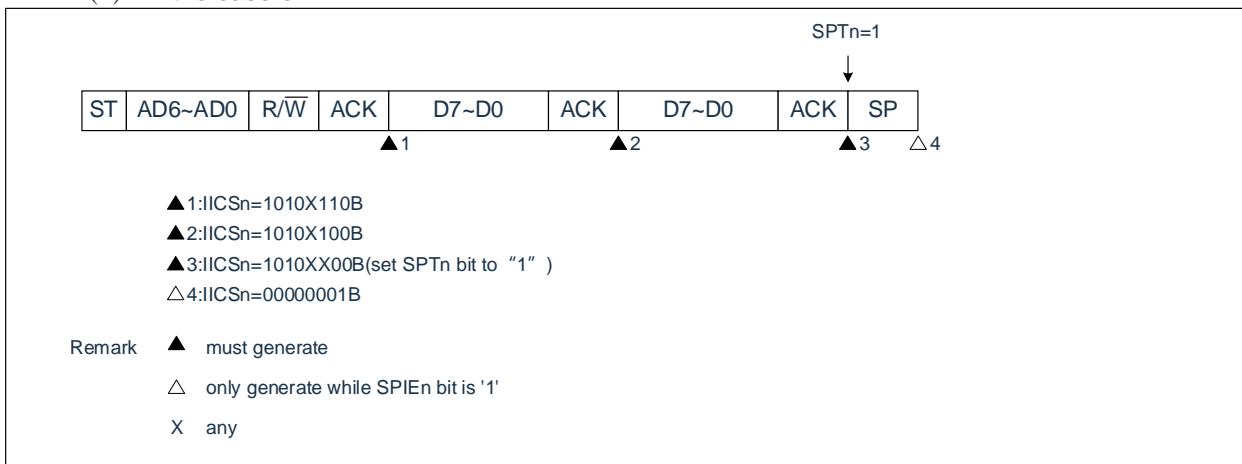 SPTn=1
ST AD6~AD0 R/W̅ ACK D7~D0 ACK D7~D0 ACK SP
▲1 ▲2 ▲3 △4
▲1:IICSn=1010X110B
▲2:IICSn=1010X100B
▲3:IICSn=1010XX00B(set SPTn bit to “1” )
△4:IICSn=00000001B
Remark ▲ must generate
△ only generate while SPIEn bit is '1'
X any